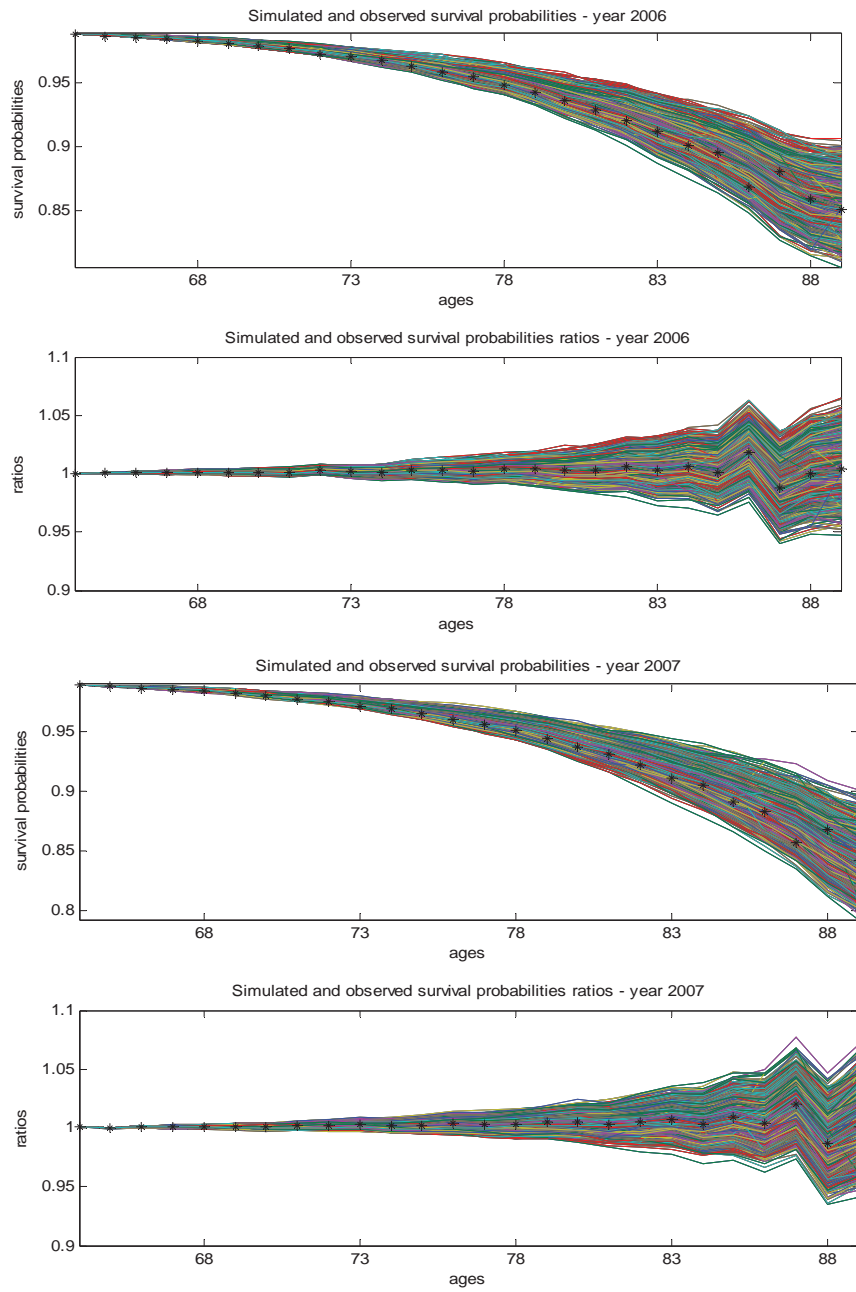 Simulated and observed survival probabilities - year 2006
survival probabilities
0.95
0.9
0.85
68 73 78 83 88
ages
Simulated and observed survival probabilities ratios - year 2006
ratios
1.1
1.05
1
0.95
0.9
68 73 78 83 88
ages
Simulated and observed survival probabilities - year 2007
survival probabilities
0.95
0.9
0.85
0.8
68 73 78 83 88
ages
Simulated and observed survival probabilities ratios - year 2007
ratios
1.1
1.05
1
0.95
0.9
68 73 78 83 88
ages